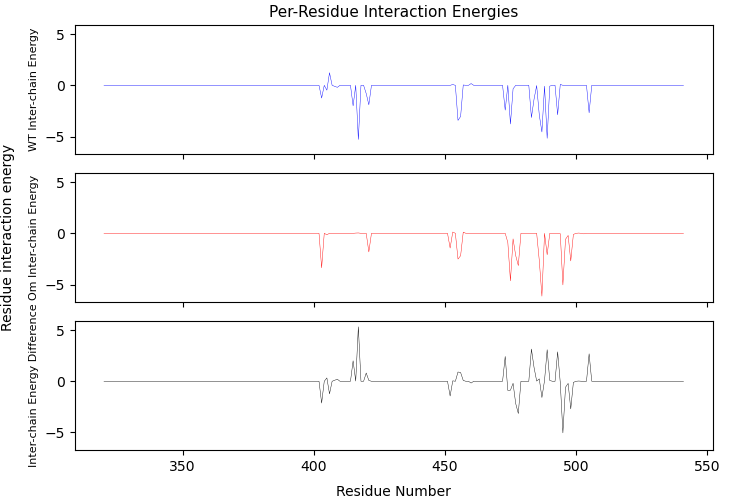 Per-Residue Interaction Energies
Residue interaction energy
WT Inter-chain Energy
5
0
−5
Om Inter-chain Energy
5
0
−5
Inter-chain Energy Difference
5
0
−5
350
400
450
500
550
Residue Number